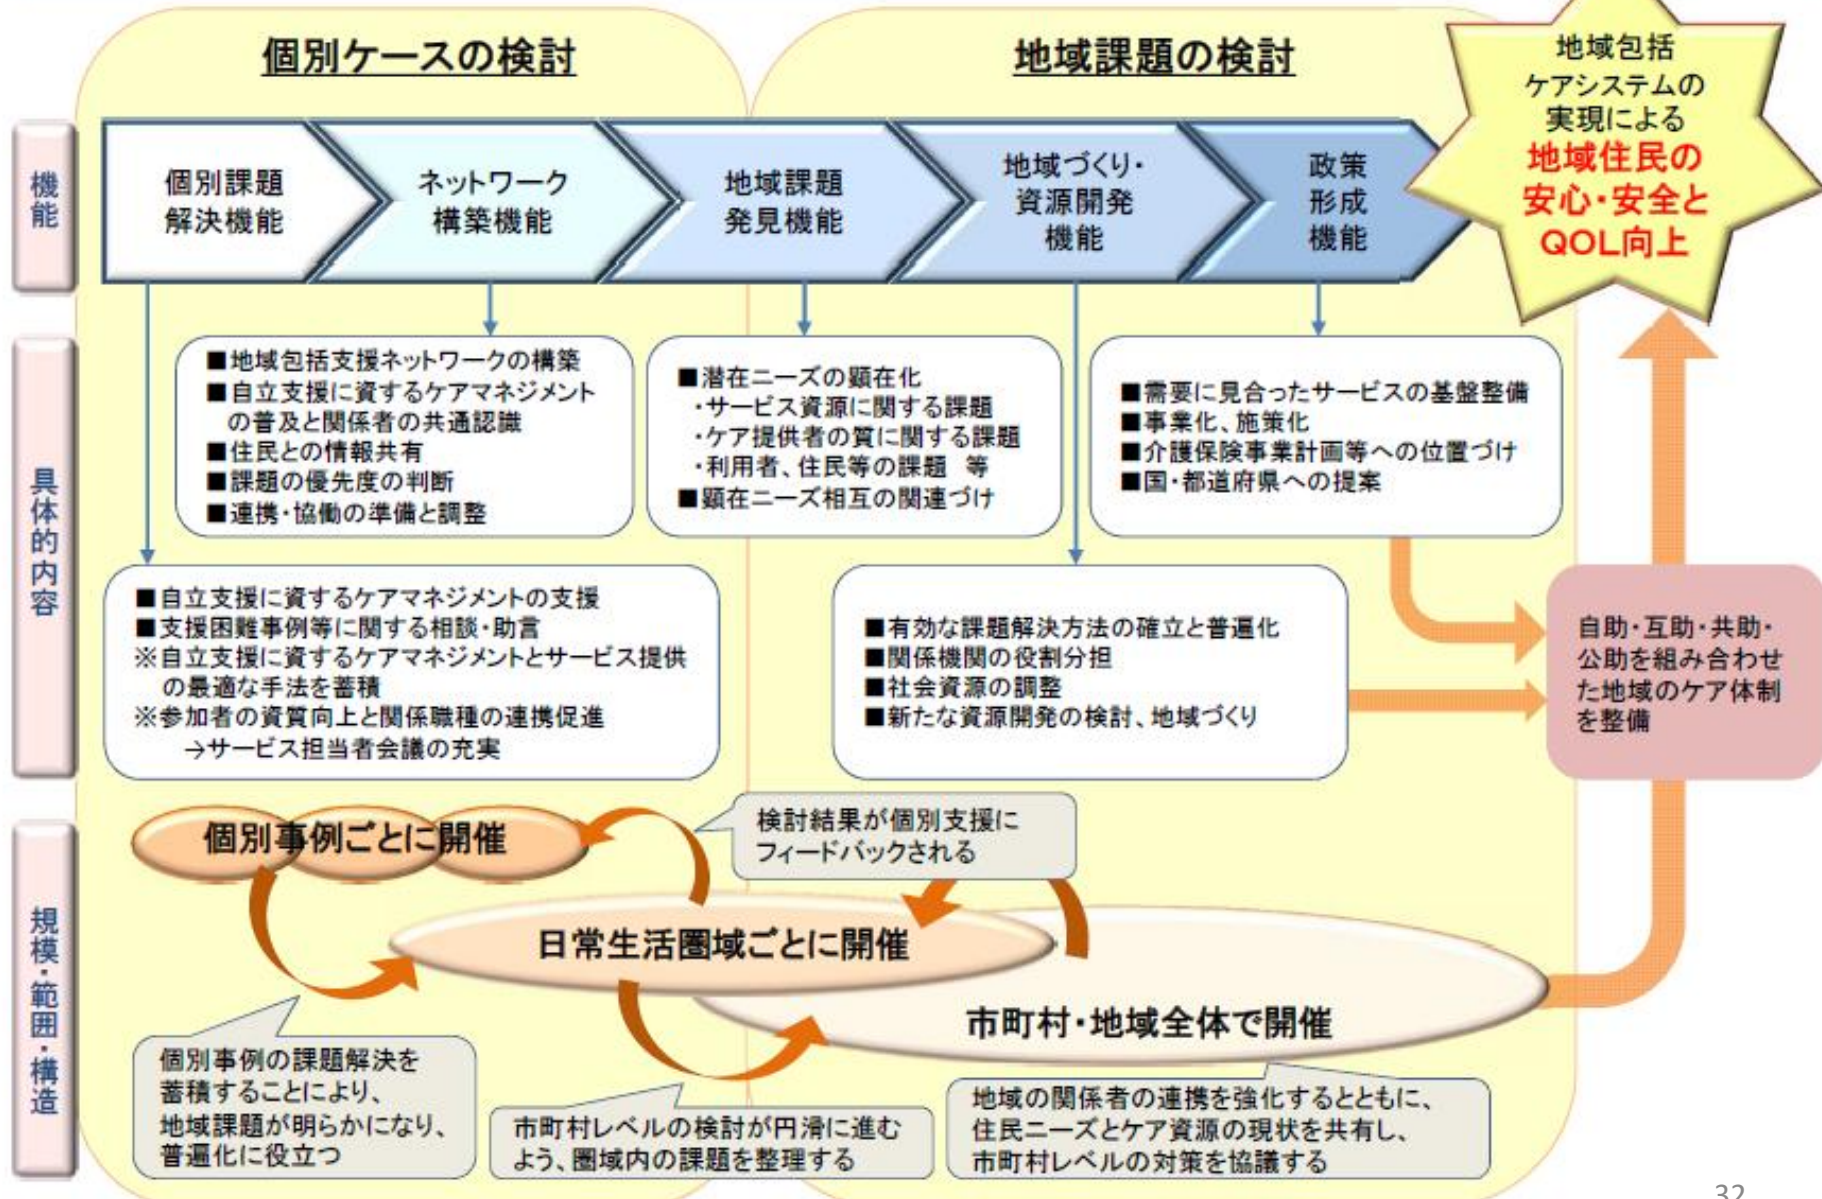 個別ケースの検討
地域課題の検討
地域包括
ケアシステムの
実現による
地域住民の
安心・安全と
QOL向上
機能
個別課題
解決機能
ネットワーク
構築機能
地域課題
発見機能
地域づくり・
資源開発
機能
政策
形成
機能
具体的内容
■地域包括支援ネットワークの構築
■自立支援に資するケアマネジメント
の普及と関係者の共通認識
■住民との情報共有
■課題の優先度の判断
■連携・協働の準備と調整
■潜在ニーズの顕在化
・サービス資源に関する課題
・ケア提供者の質に関する課題
・利用者、住民等の課題 等
■顕在ニーズ相互の関連づけ
■需要に見合ったサービスの基盤整備
■事業化、施策化
■介護保険事業計画等への位置づけ
■国・都道府県への提案
■自立支援に資するケアマネジメントの支援
■支援困難事例等に関する相談・助言
※自立支援に資するケアマネジメントとサービス提供
の最適な手法を蓄積
※参加者の資質向上と関係職種の連携促進
→サービス担当者会議の充実
■有効な課題解決方法の確立と普遍化
■関係機関の役割分担
■社会資源の調整
■新たな資源開発の検討、地域づくり
自助・互助・共助・
公助を組み合わせ
た地域のケア体制
を整備
規模・範囲・構造
個別事例ごとに開催
検討結果が個別支援に
フィードバックされる
日常生活圏域ごとに開催
市町村・地域全体で開催
個別事例の課題解決を
蓄積することにより、
地域課題が明らかになり、
普遍化に役立つ
市町村レベルの検討が円滑に進む
よう、圏域内の課題を整理する
地域の関係者の連携を強化するとともに、
住民ニーズとケア資源の現状を共有し、
市町村レベルの対策を協議する
32